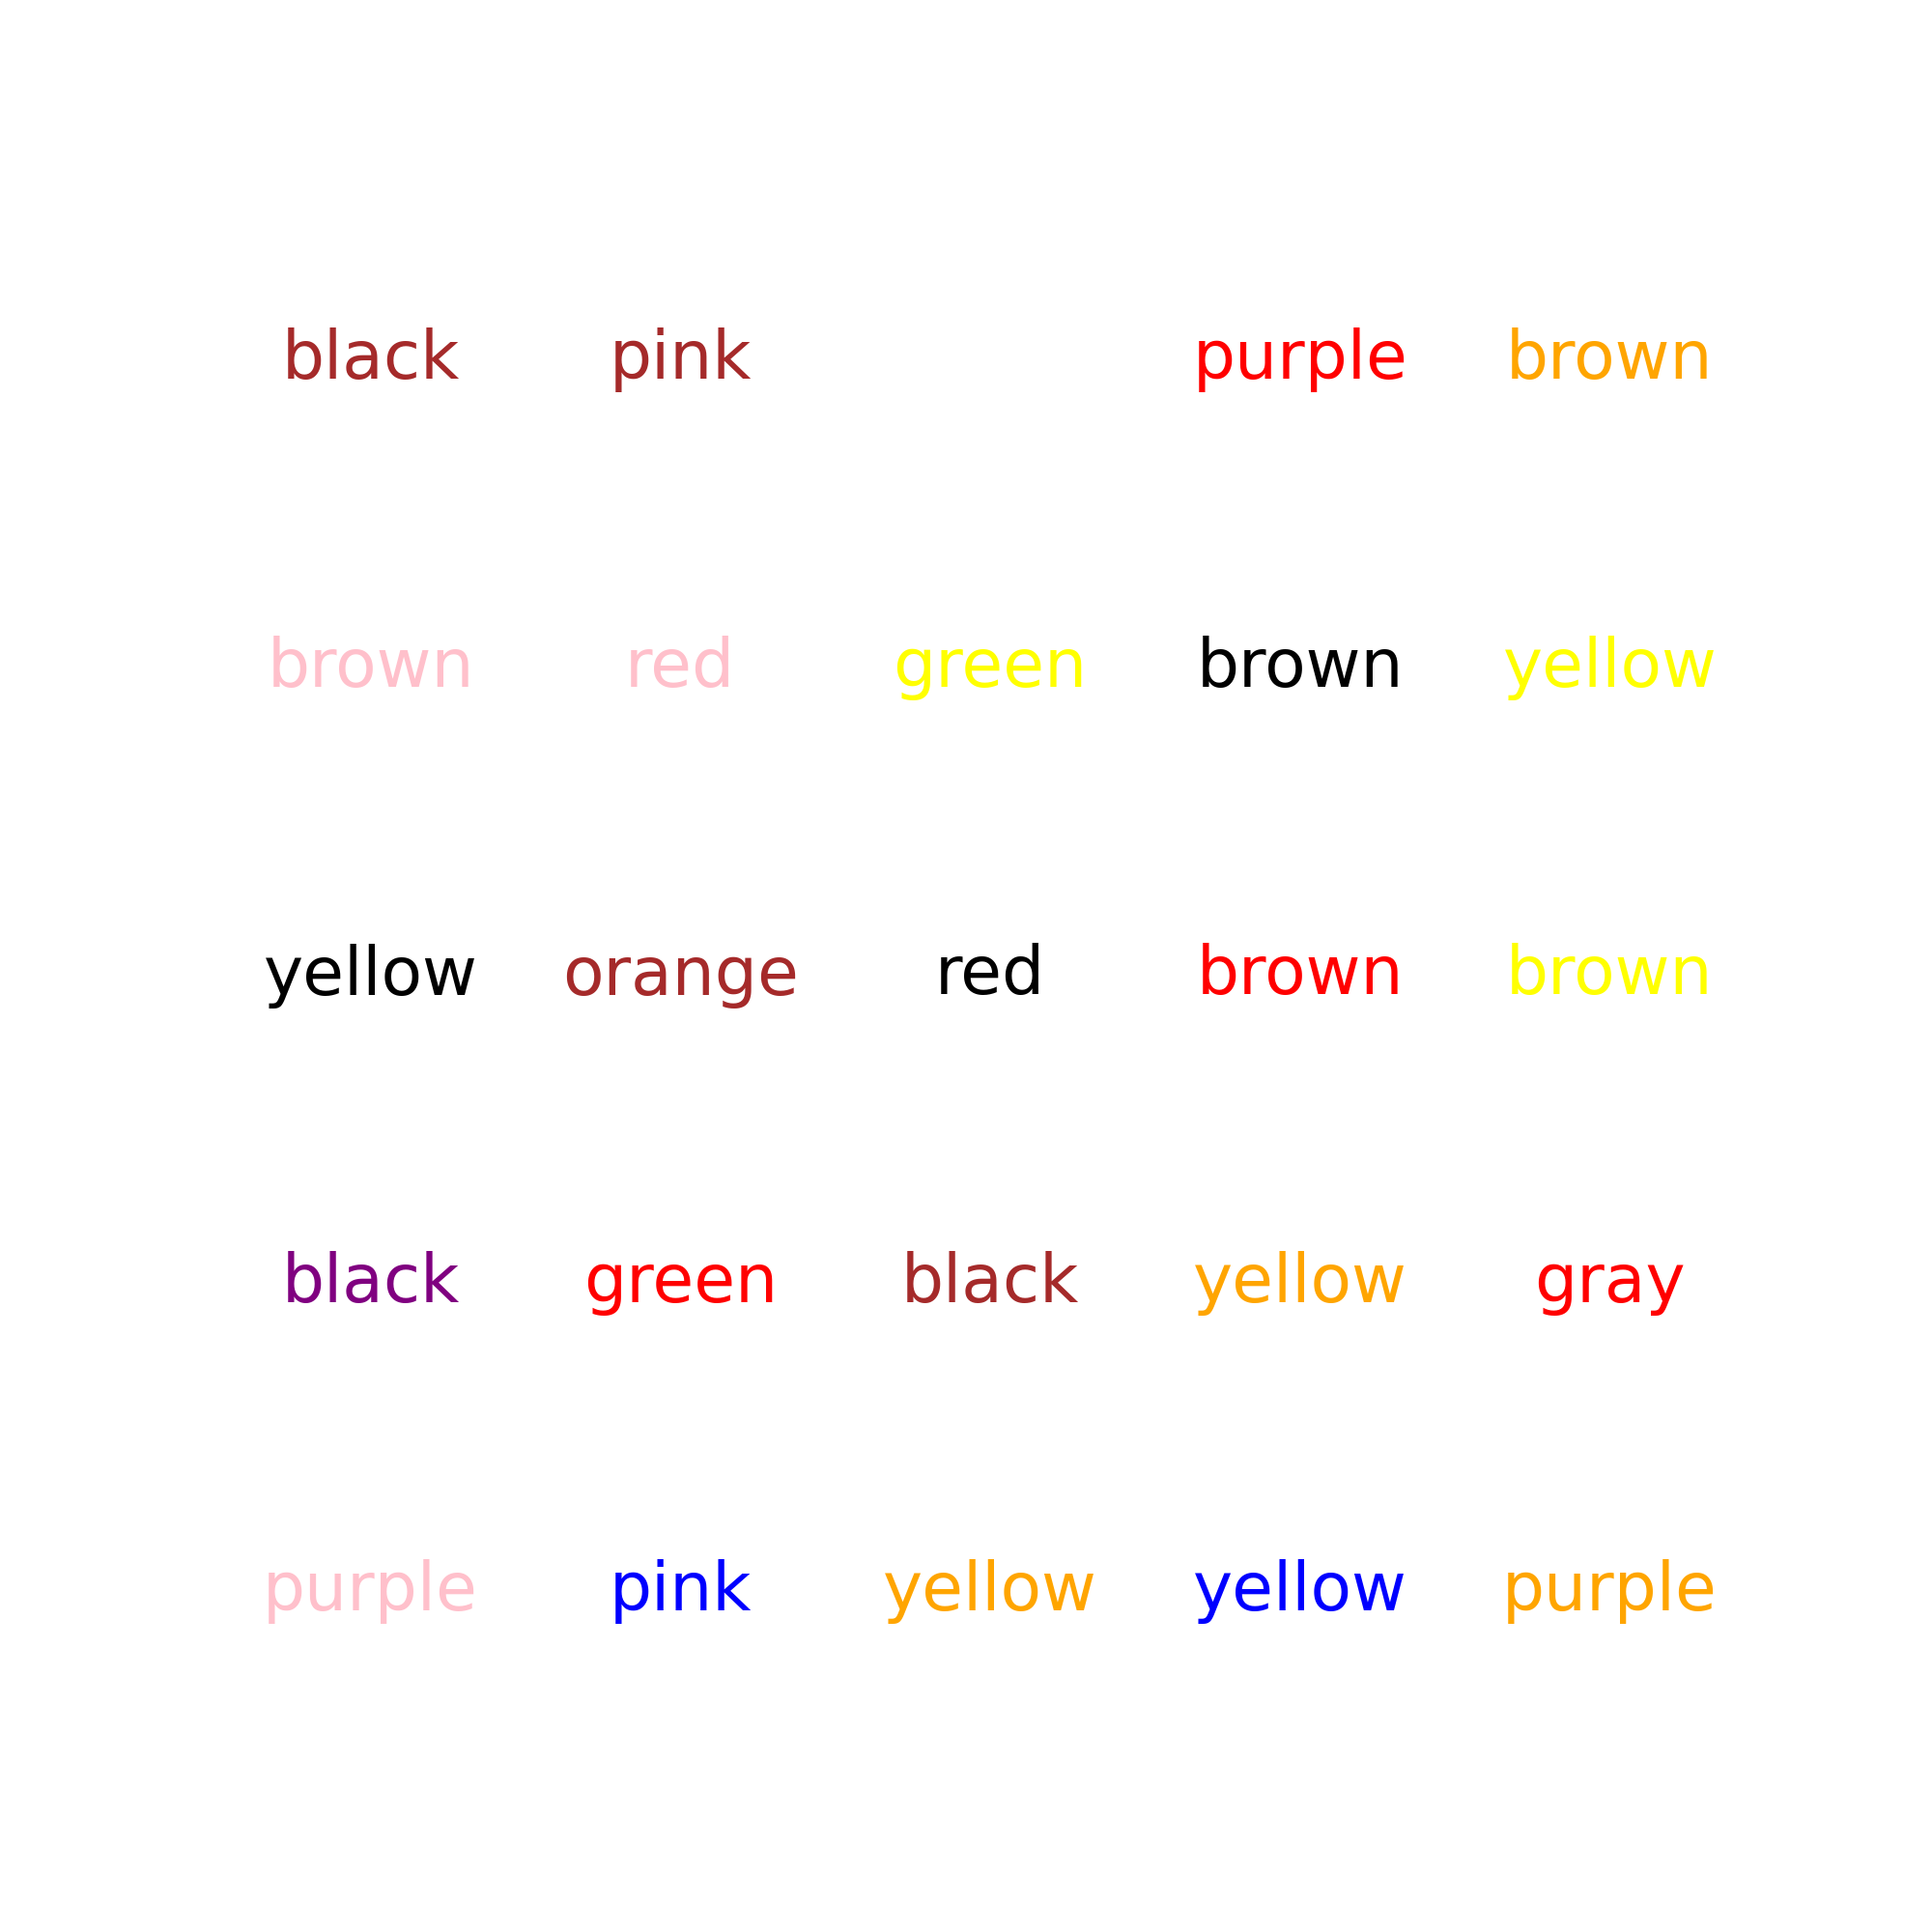 black pink purple brown
brown red green brown yellow
yellow orange red brown brown
black green black yellow gray
purple pink yellow yellow purple